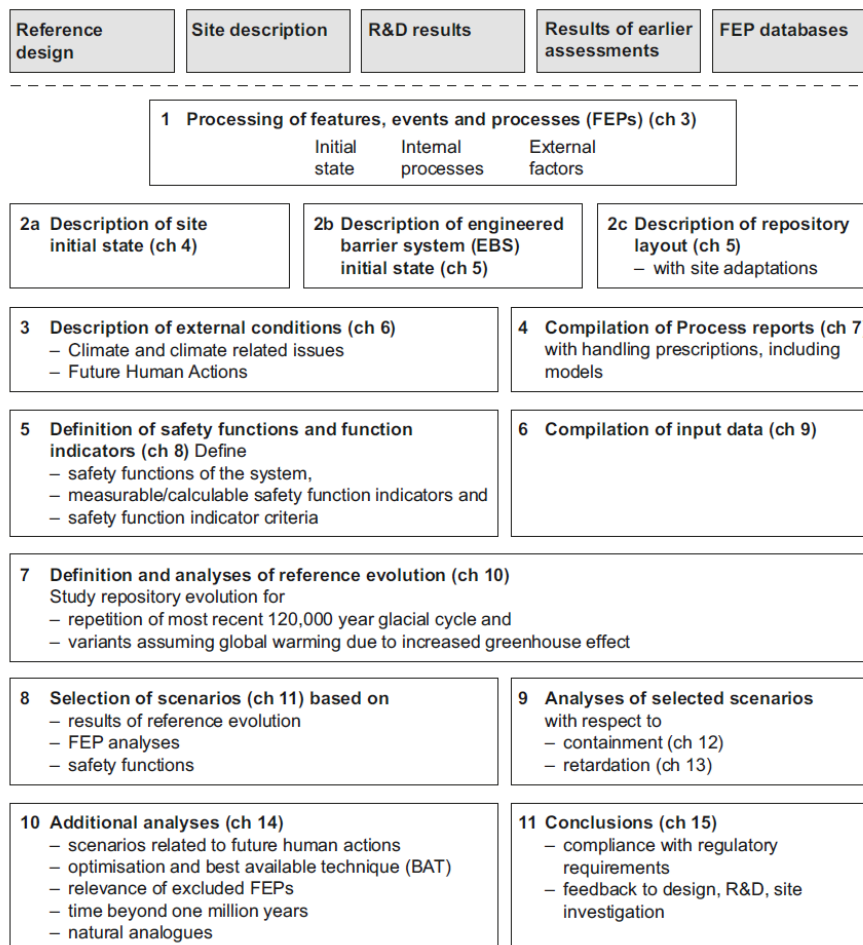 Reference
design
Site description
R&D results
Results of earlier
assessments
FEP databases
1 Processing of features, events and processes (FEPs) (ch 3)
Initial
state
Internal
processes
External
factors
2a Description of site
initial state (ch 4)
2b Description of engineered
barrier system (EBS)
initial state (ch 5)
2c Description of repository
layout (ch 5)
– with site adaptations
3 Description of external conditions (ch 6)
– Climate and climate related issues
– Future Human Actions
4 Compilation of Process reports (ch 7
with handling prescriptions, including
models
5 Definition of safety functions and function
indicators (ch 8) Define
– safety functions of the system,
– measurable/calculable safety function indicators and
– safety function indicator criteria
6 Compilation of input data (ch 9)
7 Definition and analyses of reference evolution (ch 10)
Study repository evolution for
– repetition of most recent 120,000 year glacial cycle and
– variants assuming global warming due to increased greenhouse effect
8 Selection of scenarios (ch 11) based on
– results of reference evolution
– FEP analyses
– safety functions
9 Analyses of selected scenarios
with respect to
– containment (ch 12)
– retardation (ch 13)
10 Additional analyses (ch 14)
– scenarios related to future human actions
– optimisation and best available technique (BAT)
– relevance of excluded FEPs
– time beyond one million years
– natural analogues
11 Conclusions (ch 15)
– compliance with regulatory
requirements
– feedback to design, R&D, site
investigation